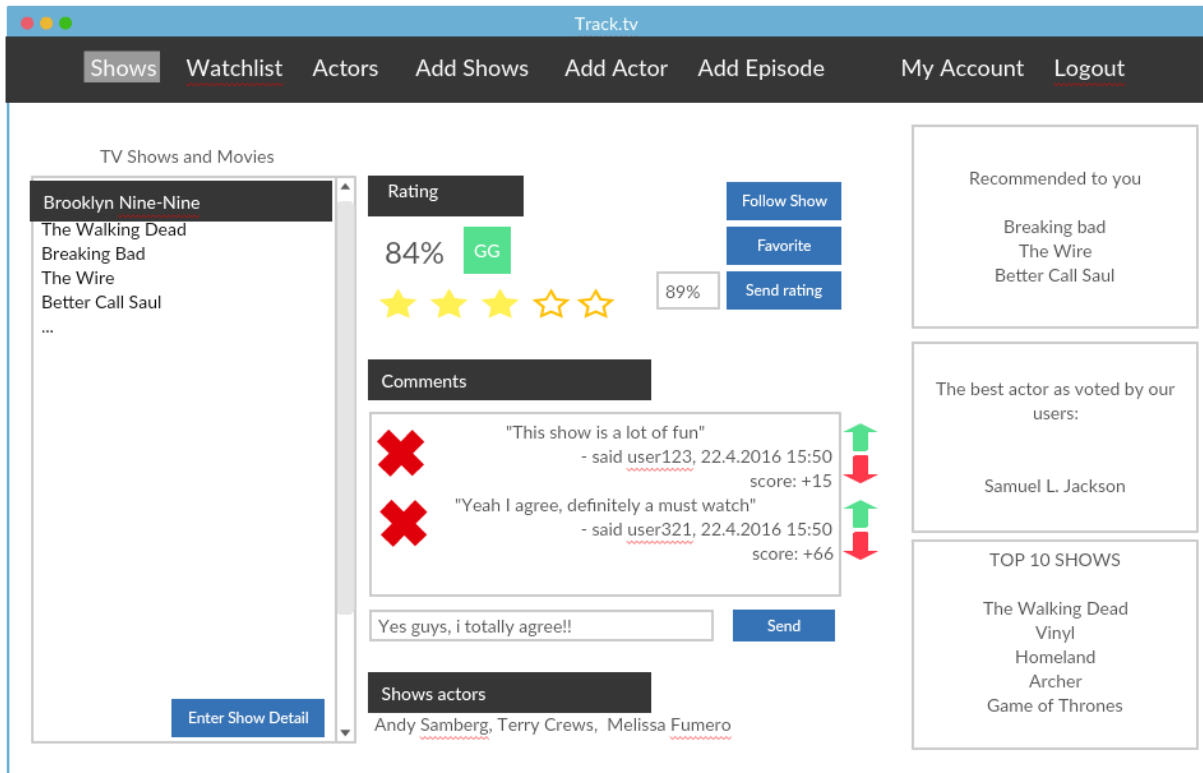 Track.tv
Shows Watchlist Actors Add Shows Add Actor Add Episode My Account Logout
TV Shows and Movies
Brooklyn Nine-Nine
The Walking Dead
Breaking Bad
The Wire
Better Call Saul
...
Enter Show Detail
Rating
84% GG
Follow Show
Favorite
89% Send rating
Comments
"This show is a lot of fun"
- said user123, 22.4.2016 15:50
score: +15
"Yeah I agree, definitely a must watch"
- said user321, 22.4.2016 15:50
score: +66
Yes guys, i totally agree!! Send
Shows actors
Andy Samberg, Terry Crews, Melissa Fumero
Recommended to you
Breaking bad
The Wire
Better Call Saul
The best actor as voted by our
users:
Samuel L. Jackson
TOP 10 SHOWS
The Walking Dead
Vinyl
Homeland
Archer
Game of Thrones